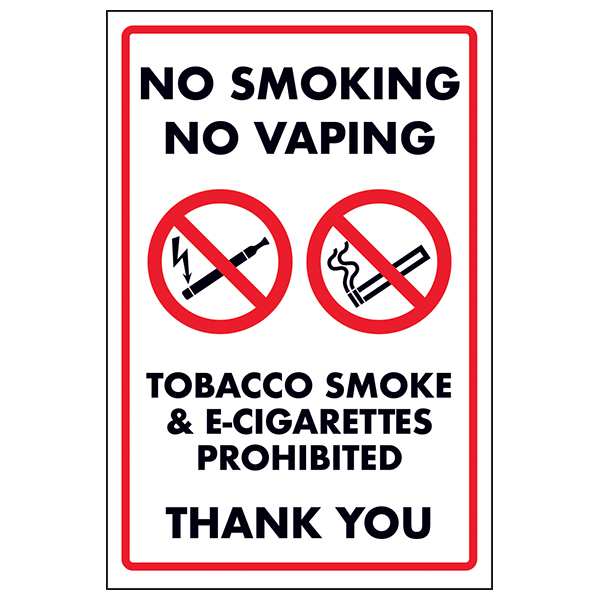 NO SMOKING
NO VAPING
TOBACCO SMOKE
& E-CIGARETTES
PROHIBITED
THANK YOU